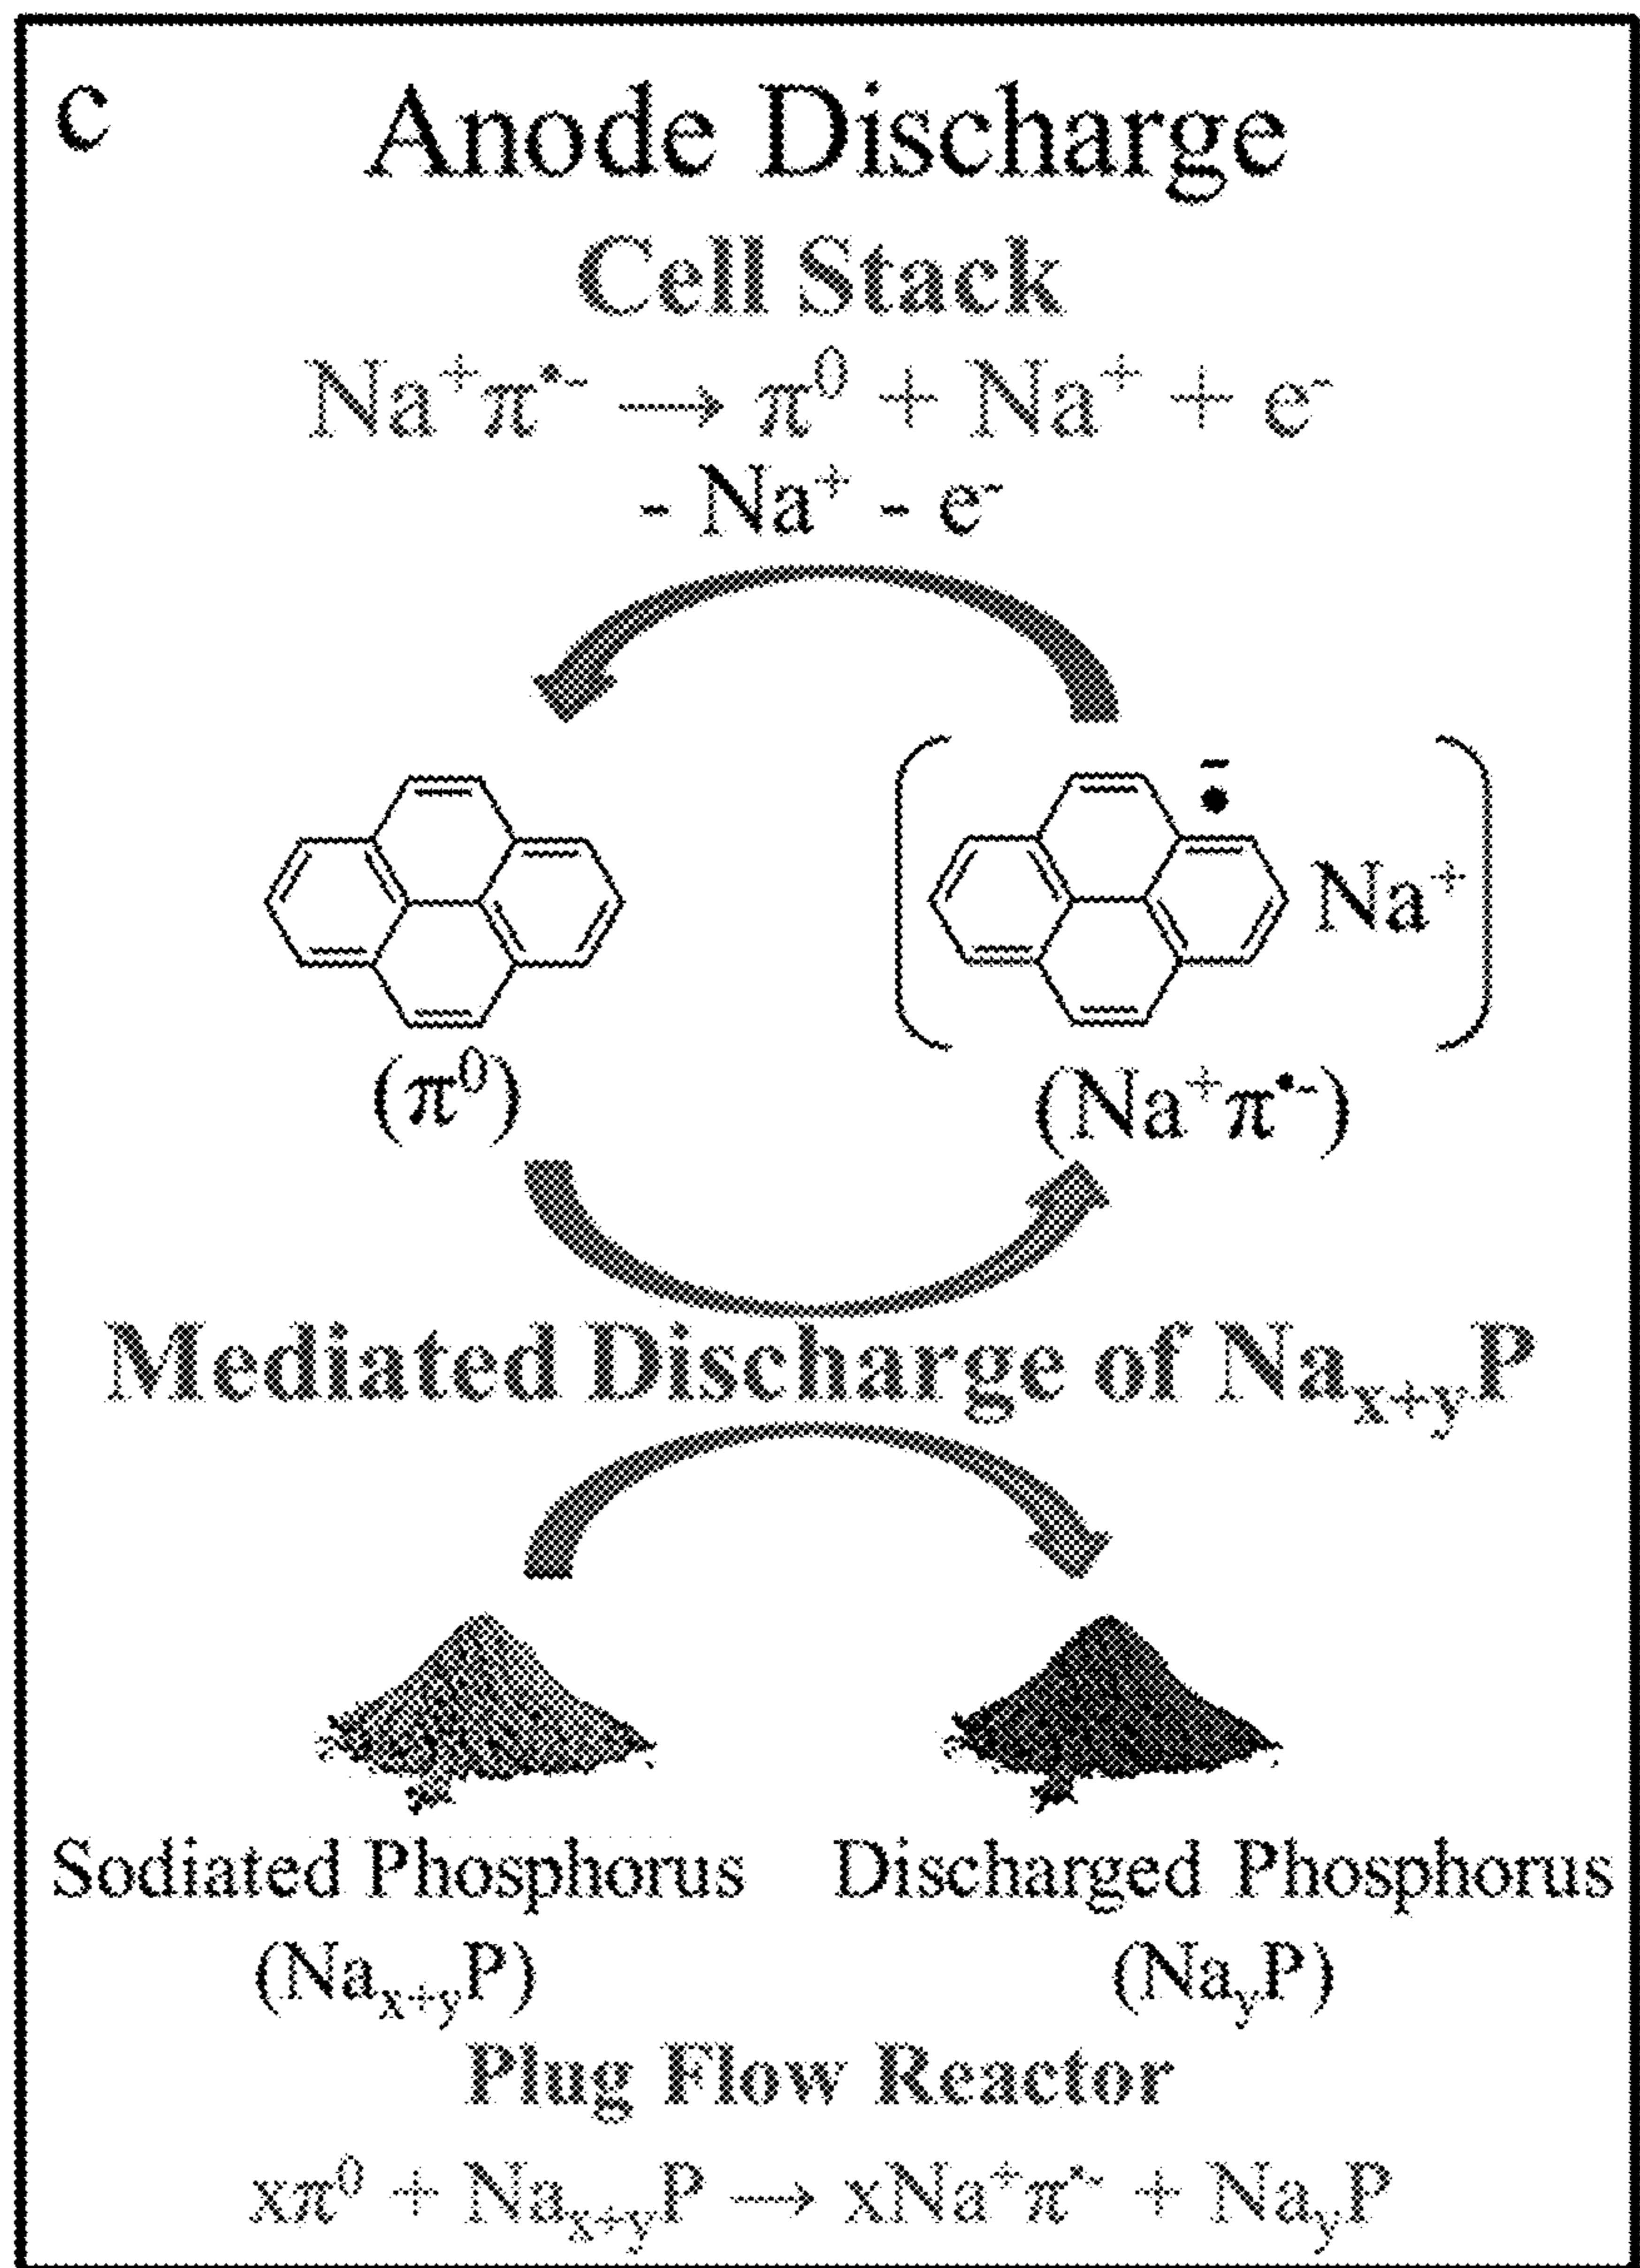 c
Anode Discharge
Cell Stack
Na⁺π•⁻ → π⁰ + Na⁺ + e⁻
- Na⁺ - e⁻
•⁻
Na⁺
(π⁰)
(Na⁺π•⁻)
Mediated Discharge of Naₓ₊ᵧP
Sodiated Phosphorus
Discharged Phosphorus
(Naₓ₊ᵧP)
(NaᵧP)
Plug Flow Reactor
xπ⁰ + Naₓ₊ᵧP → xNa⁺π•⁻ + NaᵧP